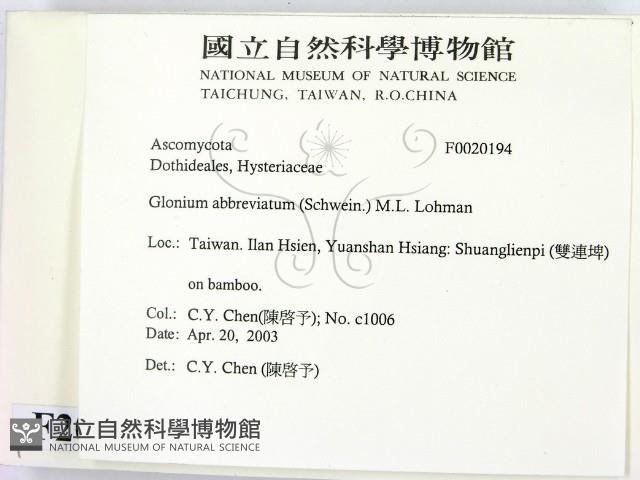 國立自然科學博物館
NATIONAL MUSEUM OF NATURAL SCIENCE
TAICHUNG, TAIWAN, R.O.CHINA
Ascomycota F0020194
Dothideales, Hysteriaceae
Glonium abbreviatum (Schwein.) M.L. Lohman
Loc.: Taiwan. Ilan Hsien, Yuanshan Hsiang: Shuanglienpi (雙連埤)
on bamboo.
Col.: C.Y. Chen(陳啓予); No. c1006
Date: Apr. 20, 2003
Det.: C.Y. Chen (陳啓予)
國立自然科學博物館
NATIONAL MUSEUM OF NATURAL SCIENCE